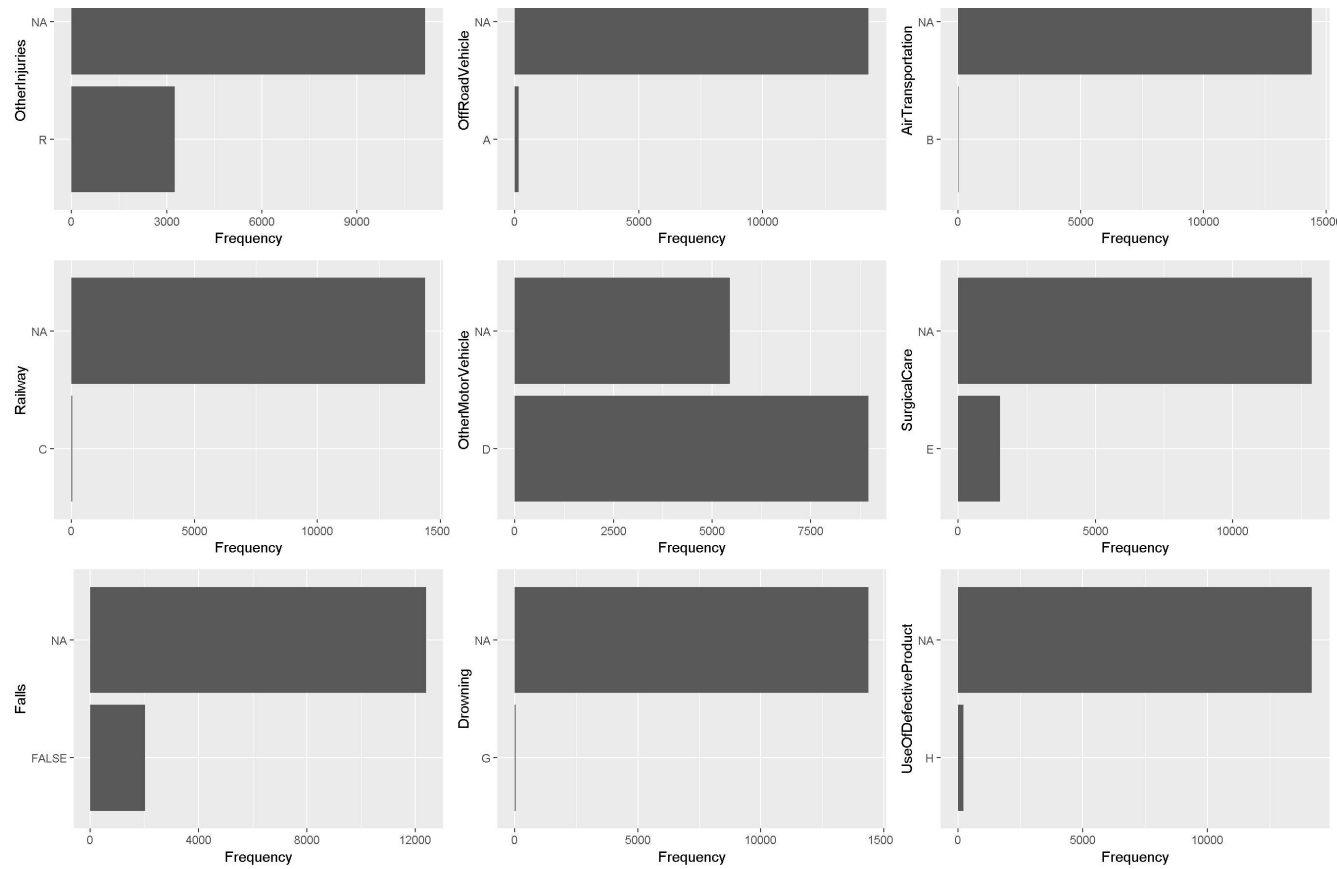 OtherInjuries
NA
R
0 3000 6000 9000
Frequency
OffRoadVehicle
NA
A
0 5000 10000
Frequency
AirTransportation
NA
B
0 5000 10000 1500
Frequency
Railway
NA
C
0 5000 10000 1500
Frequency
OtherMotorVehicle
NA
D
0 2500 5000 7500
Frequency
SurgicalCare
NA
E
0 5000 10000
Frequency
Falls
NA
FALSE
0 4000 8000 12000
Frequency
Drowning
NA
G
0 5000 10000 1500
Frequency
UseOfDefectiveProduct
NA
H
0 5000 10000
Frequency